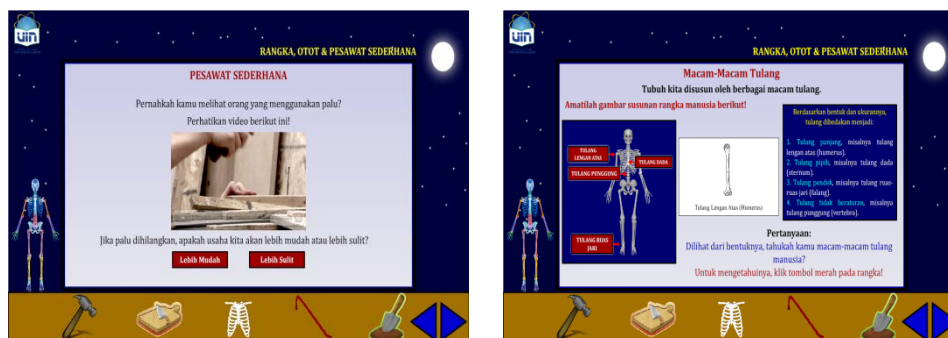 uin
RANGKA, OTOT & PESAWAT SEDERHANA
PESAWAT SEDERHANA
Pernahkah kamu melihat orang yang menggunakan palu?
Perhatikan video berikut ini!
Jika palu dihilangkan, apakah usaha kita akan lebih mudah atau lebih sulit?
Lebih Mudah
Lebih Sulit
uin
RANGKA, OTOT & PESAWAT SEDERHANA
Macam-Macam Tulang
Tubuh kita disusun oleh berbagai macam tulang.
Amatilah gambar susunan rangka manusia berikut!
TULANG
LENGAN ATAS
TULANG DADA
TULANG PUNGGUNG
TULANG RUAS
JARI
Tulang Lengan Atas (Humerus)
Berdasarkan bentuk dan ukurannya,
tulang dibedakan menjadi:
1. Tulang panjang, misalnya tulang
lengan atas (humerus).
2. Tulang pipih, misalnya tulang dada
(sternum).
3. Tulang pendek, misalnya tulang ruas-
ruas jari (falang).
4. Tulang tidak beraturan, misalnya
tulang punggung (vertebra).
Pertanyaan:
Dilihat dari bentuknya, tahukah kamu macam-macam tulang
manusia?
Untuk mengetahuinya, klik tombol merah pada rangka!